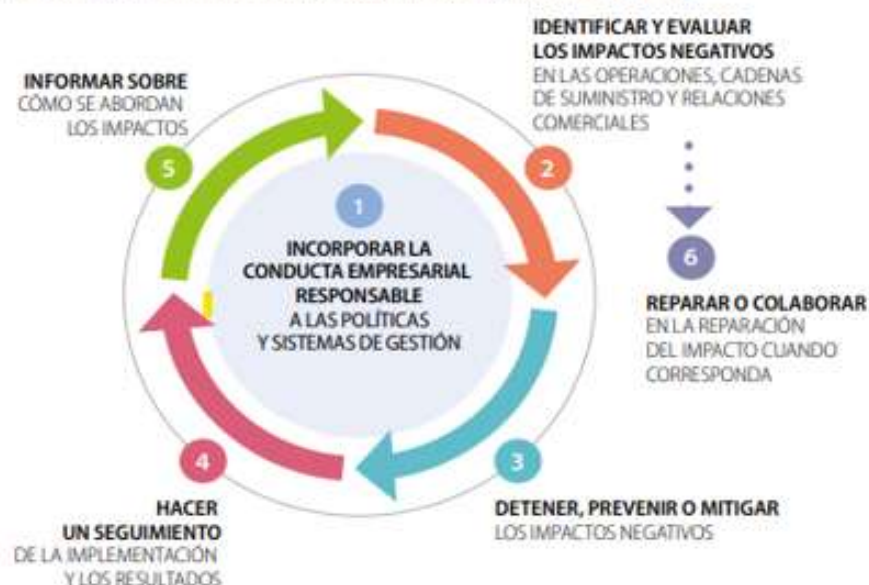 1
INCORPORAR LA
CONDUCTA EMPRESARIAL
RESPONSABLE
A LAS POLÍTICAS
Y SISTEMAS DE GESTIÓN
IDENTIFICAR Y EVALUAR
LOS IMPACTOS NEGATIVOS
EN LAS OPERACIONES, CADENAS
DE SUMINISTRO Y RELACIONES
COMERCIALES
2
3
DETENER, PREVENIR O MITIGAR
LOS IMPACTOS NEGATIVOS
4
HACER
UN SEGUIMIENTO
DE LA IMPLEMENTACIÓN
Y LOS RESULTADOS
INFORMAR SOBRE
CÓMO SE ABORDAN
LOS IMPACTOS
5
6
REPARAR O COLABORAR
EN LA REPARACIÓN
DEL IMPACTO CUANDO
CORRESPONDA